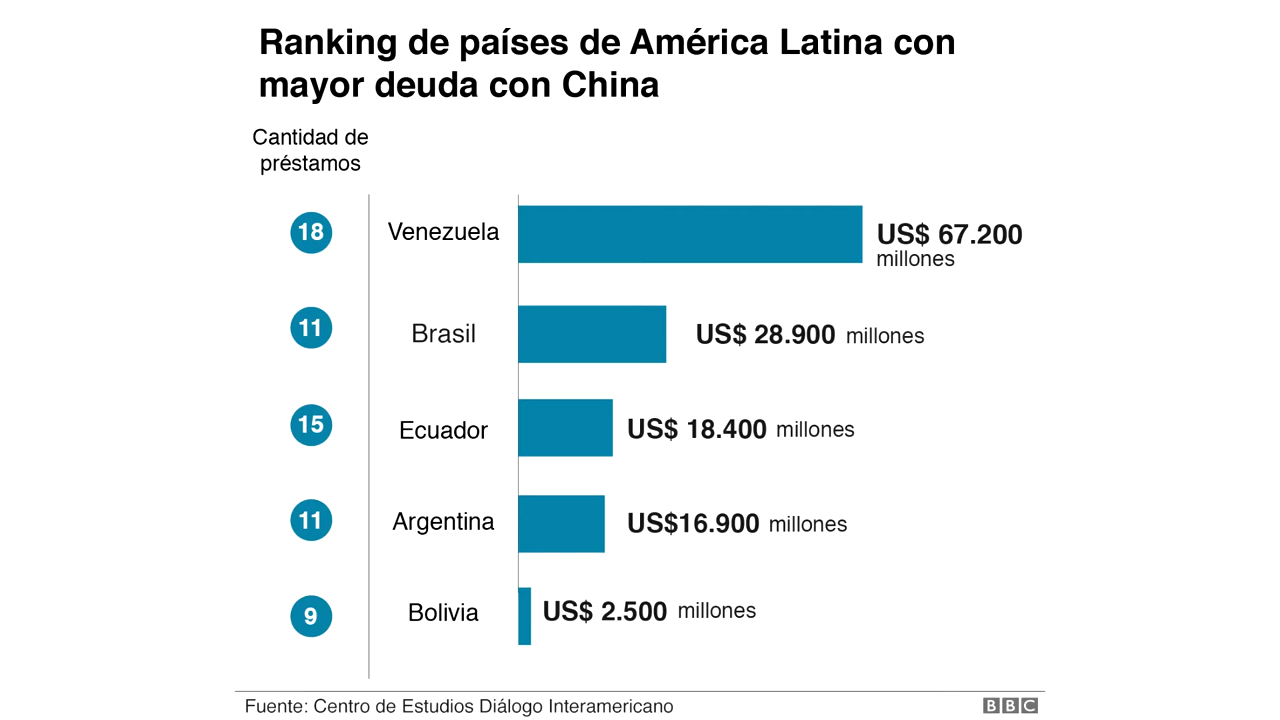 Ranking de países de América Latina con
mayor deuda con China
Cantidad de
préstamos
18 Venezuela US$ 67.200
millones
11 Brasil US$ 28.900 millones
15 Ecuador US$ 18.400 millones
11 Argentina US$16.900 millones
9 Bolivia US$ 2.500 millones
Fuente: Centro de Estudios Diálogo Interamericano BBC